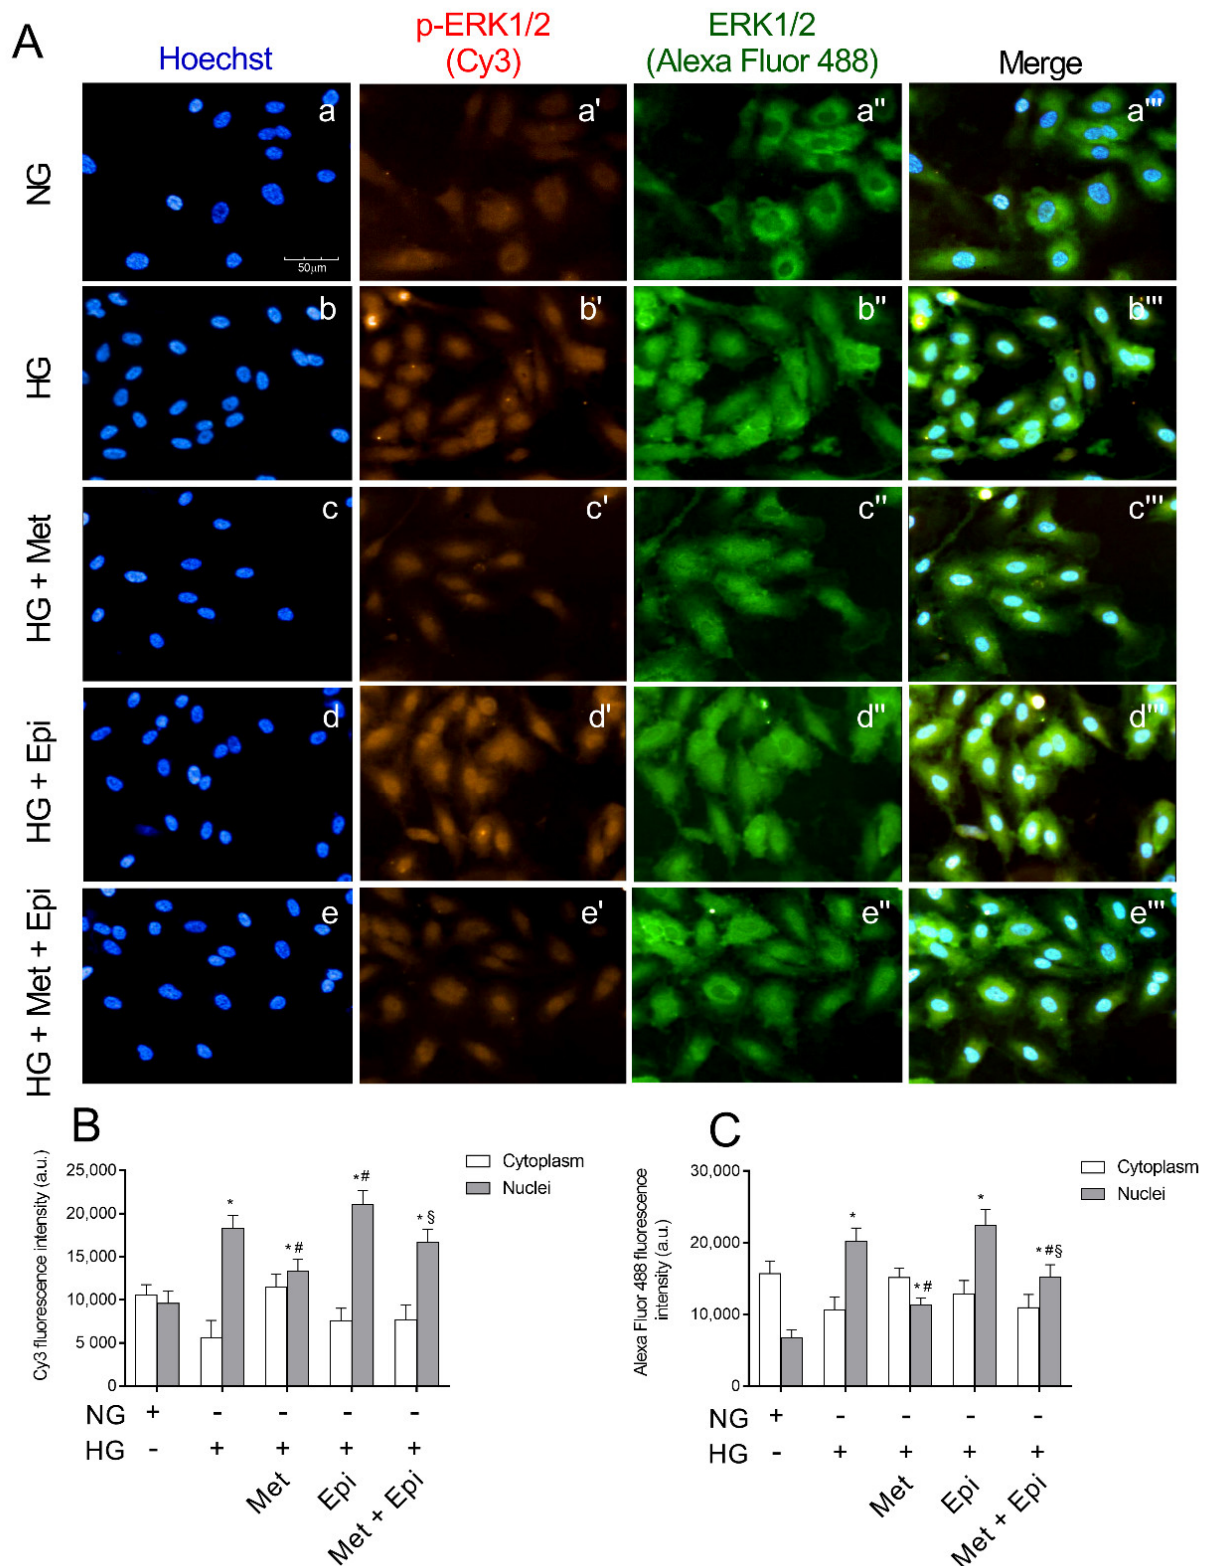 A
Hoechst
p-ERK1/2
(Cy3)
ERK1/2
(Alexa Fluor 488)
Merge
NG
a
a'
a''
a'''
50µm
HG
b
b'
b''
b'''
HG + Met
c
c'
c''
c'''
HG + Epi
d
d'
d''
d'''
HG + Met + Epi
e
e'
e''
e'''
B
Cy3 fluorescence intensity (a.u.)
25,000
20,000
15,000
10,000
5 000
0
*
*#
*#
*§
Cytoplasm
Nuclei
NG + - - - -
HG - + + + +
Met
Epi
Met + Epi
C
Alexa Fluor 488 fluorescence
intensity (a.u.)
30,000
20,000
10,000
0
*
*#
*
*#§
Cytoplasm
Nuclei
NG + - - - -
HG - + + + +
Met
Epi
Met + Epi